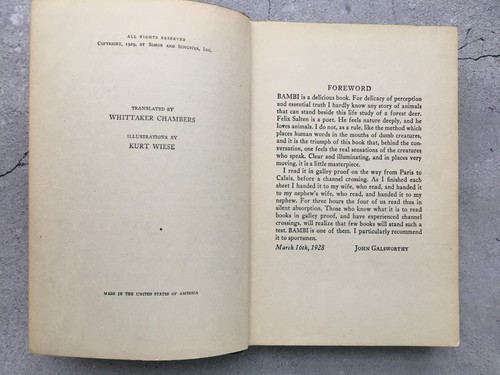 ALL RIGHTS RESERVED
COPYRIGHT, 1929, BY SIMON AND SCHUSTER, INC.
TRANSLATED BY
WHITTAKER CHAMBERS
ILLUSTRATIONS BY
KURT WIESE
MADE IN THE UNITED STATES OF AMERICA
FOREWORD
BAMBI is a delicious book. For delicacy of perception
and essential truth I hardly know any story of animals
that can stand beside this life study of a forest deer.
Felix Salten is a poet. He feels nature deeply, and he
loves animals. I do not, as a rule, like the method which
places human words in the mouths of dumb creatures,
and it is the triumph of this book that, behind the con-
versation, one feels the real sensations of the creatures
who speak. Clear and illuminating, and in places very
moving, it is a little masterpiece.
I read it in galley proof on the way from Paris to
Calais, before a channel crossing. As I finished each
sheet I handed it to my wife, who read, and handed it
to my nephew's wife, who read, and handed it to my
nephew. For three hours the four of us read thus in
silent absorption. Those who know what it is to read
books in galley proof, and have experienced channel
crossings, will realize that few books will stand such a
test. BAMBI is one of them. I particularly recommend
it to sportsmen.
March 16th, 1928 JOHN GALSWORTHY